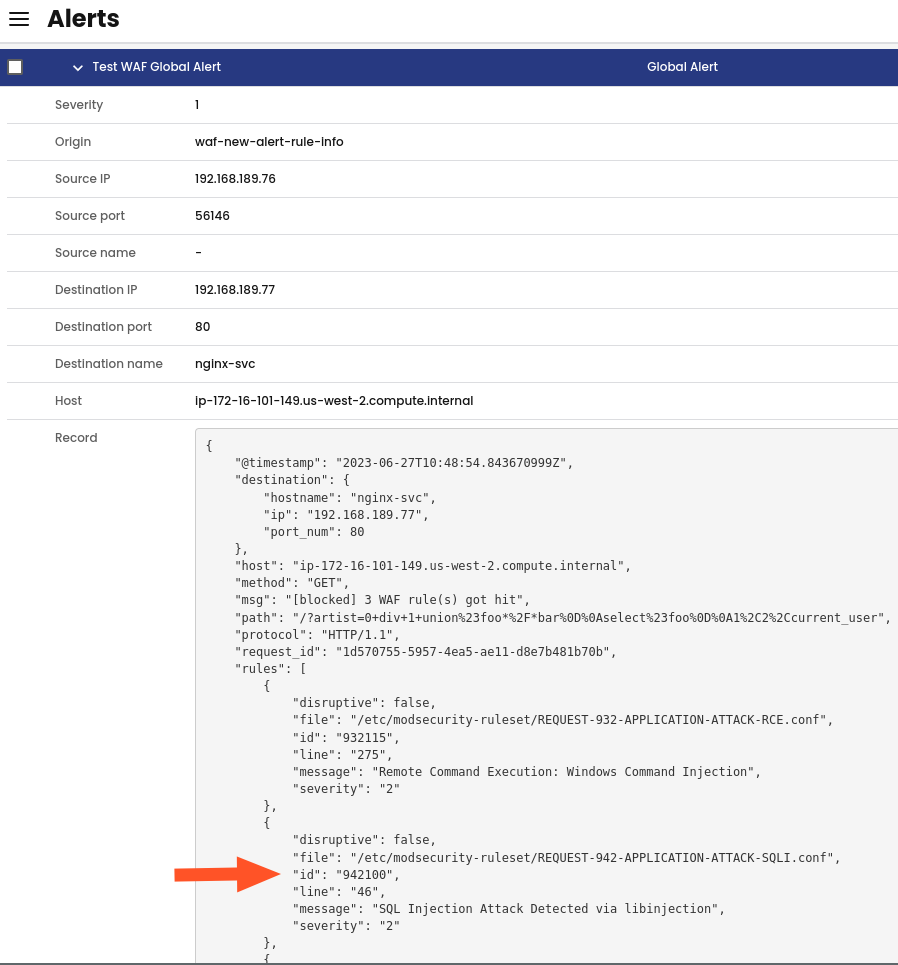 Alerts
Test WAF Global Alert Global Alert
Severity 1
Origin waf-new-alert-rule-info
Source IP 192.168.189.76
Source port 56146
Source name -
Destination IP 192.168.189.77
Destination port 80
Destination name nginx-svc
Host ip-172-16-101-149.us-west-2.compute.internal
Record
{
    "@timestamp": "2023-06-27T10:48:54.843670999Z",
    "destination": {
        "hostname": "nginx-svc",
        "ip": "192.168.189.77",
        "port_num": 80
    },
    "host": "ip-172-16-101-149.us-west-2.compute.internal",
    "method": "GET",
    "msg": "[blocked] 3 WAF rule(s) got hit",
    "path": "/?artist=0+div+1+union%23foo*%2F*bar%0D%0Aselect%23foo%0D%0A1%2C2%2Ccurrent_user",
    "protocol": "HTTP/1.1",
    "request_id": "1d570755-5957-4ea5-ae11-d8e7b481b70b",
    "rules": [
        {
            "disruptive": false,
            "file": "/etc/modsecurity-ruleset/REQUEST-932-APPLICATION-ATTACK-RCE.conf",
            "id": "932115",
            "line": "275",
            "message": "Remote Command Execution: Windows Command Injection",
            "severity": "2"
        },
        {
            "disruptive": false,
            "file": "/etc/modsecurity-ruleset/REQUEST-942-APPLICATION-ATTACK-SQLI.conf",
            "id": "942100",
            "line": "46",
            "message": "SQL Injection Attack Detected via libinjection",
            "severity": "2"
        },
        {